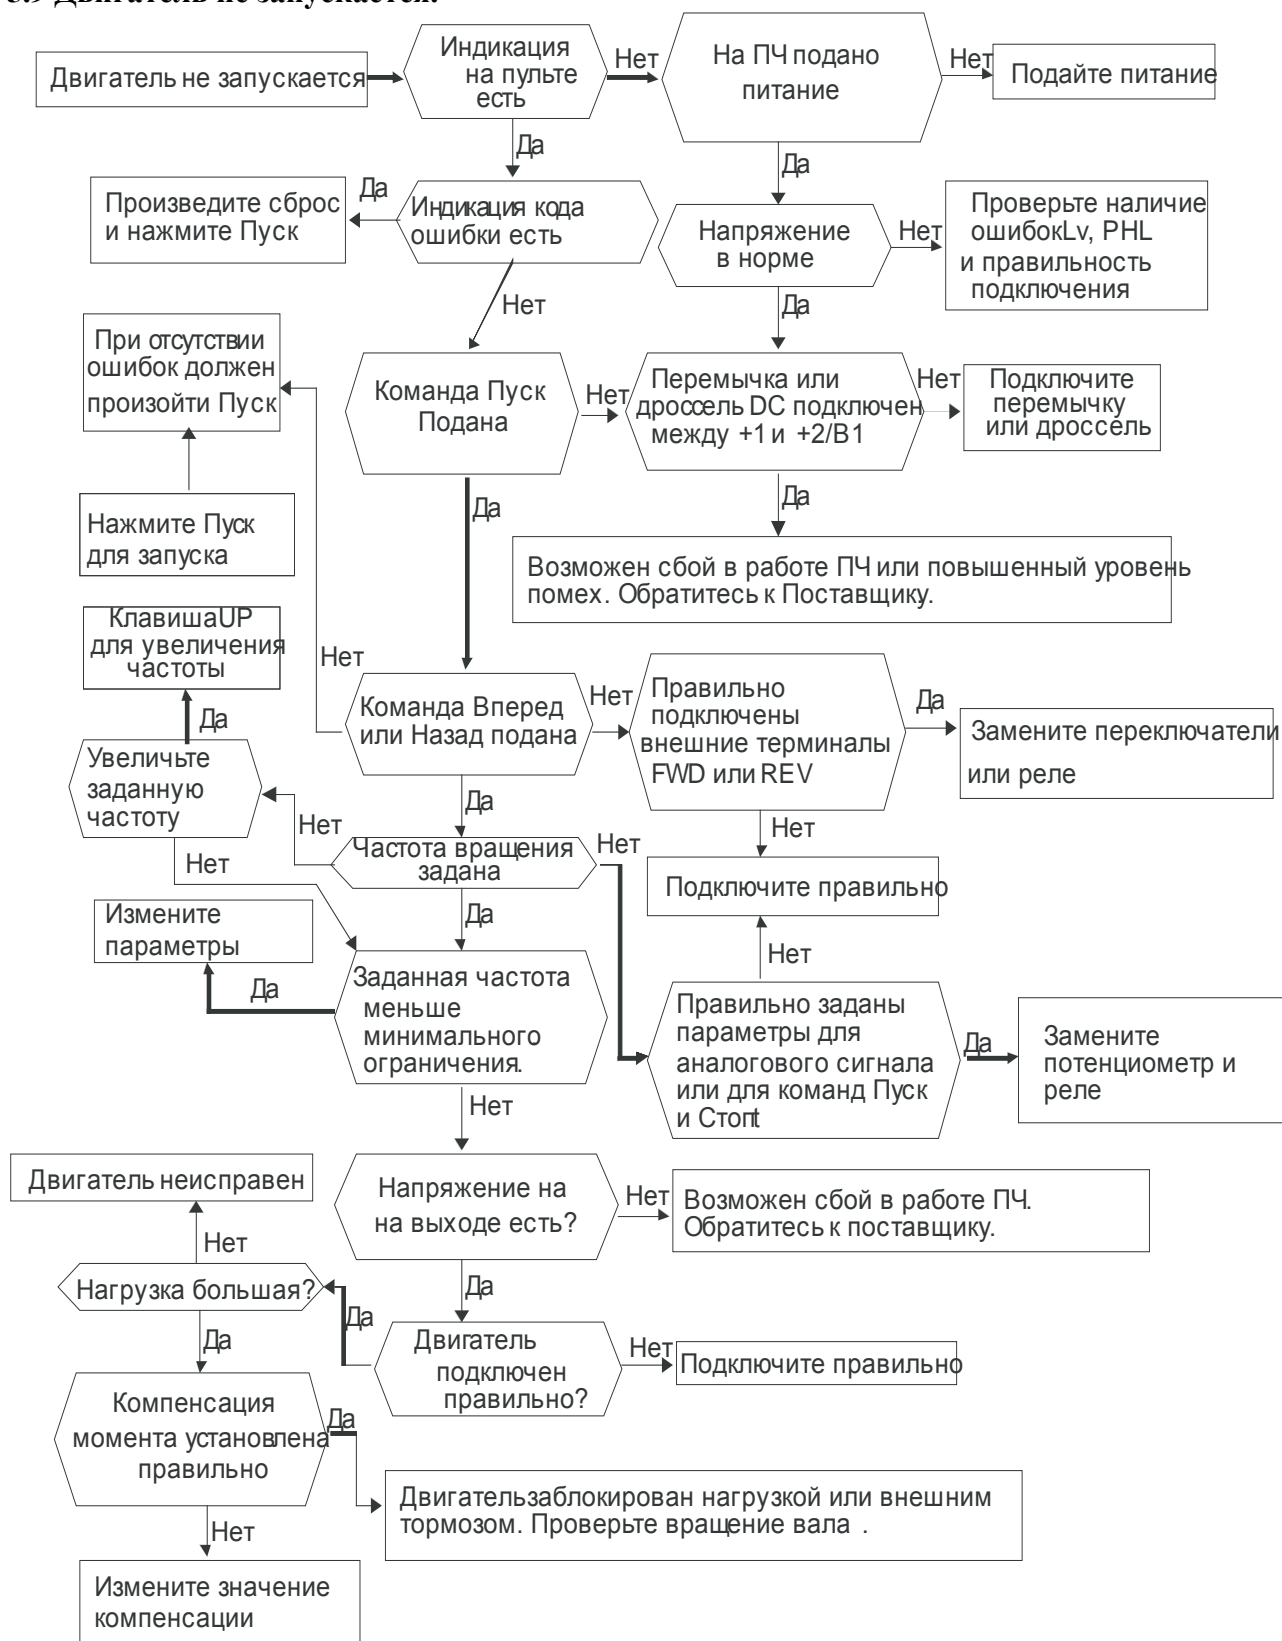 Двигатель не запускается
Индикация
на пульте
есть
Нет
На ПЧ подано
питание
Нет
Подайте питание
Да
Да
Произведите сброс
и нажмите Пуск
Да
Индикация кода
ошибки есть
Напряжение
в норме
Нет
Проверьте наличие
ошибокLv, PHL
и правильность
подключения
Нет
Да
При отсутствии
ошибок должен
произойти Пуск
Команда Пуск
Подана
Нет
Перемычка или
дроссель DC подключен
между +1 и +2/B1
Нет
Подключите
перемычку
или дроссель
Да
Да
Нажмите Пуск
для запуска
Возможен сбой в работе ПЧ или повышенный уровень
помех. Обратитесь к Поставщику.
КлавишаUP
для увеличения
частоты
Нет
Команда Вперед
или Назад подана
Нет
Правильно
подключены
внешние терминалы
FWD или REV
Да
Замените переключатели
или реле
Да
Увеличьте
заданную
частоту
Да
Нет
Нет
Частота вращения
задана
Нет
Нет
Подключите правильно
Да
Измените
параметры
Нет
Да
Заданная частота
меньше
минимального
ограничения.
Правильно заданы
параметры для
аналогового сигнала
или для команд Пуск
и Стопt
Да
Замените
потенциометр и
реле
Нет
Двигатель неисправен
Напряжение на
на выходе есть?
Нет
Возможен сбой в работе ПЧ.
Обратитесь к поставщику.
Нет
Нагрузка большая?
Да
Да
Двигатель
подключен
правильно?
Нет
Подключите правильно
Да
Компенсация
момента установлена
правильно
Да
Двигательзаблокирован нагрузкой или внешним
тормозом. Проверьте вращение вала .
Нет
Измените значение
компенсации